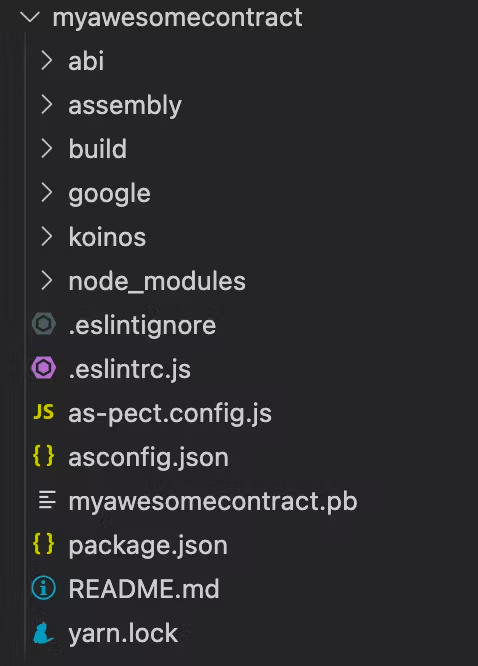 myawesomecontract
abi
assembly
build
google
koinos
node_modules
.eslintignore
.eslintrc.js
JS as-pect.config.js
{} asconfig.json
myawesomecontract.pb
{} package.json
README.md
yarn.lock